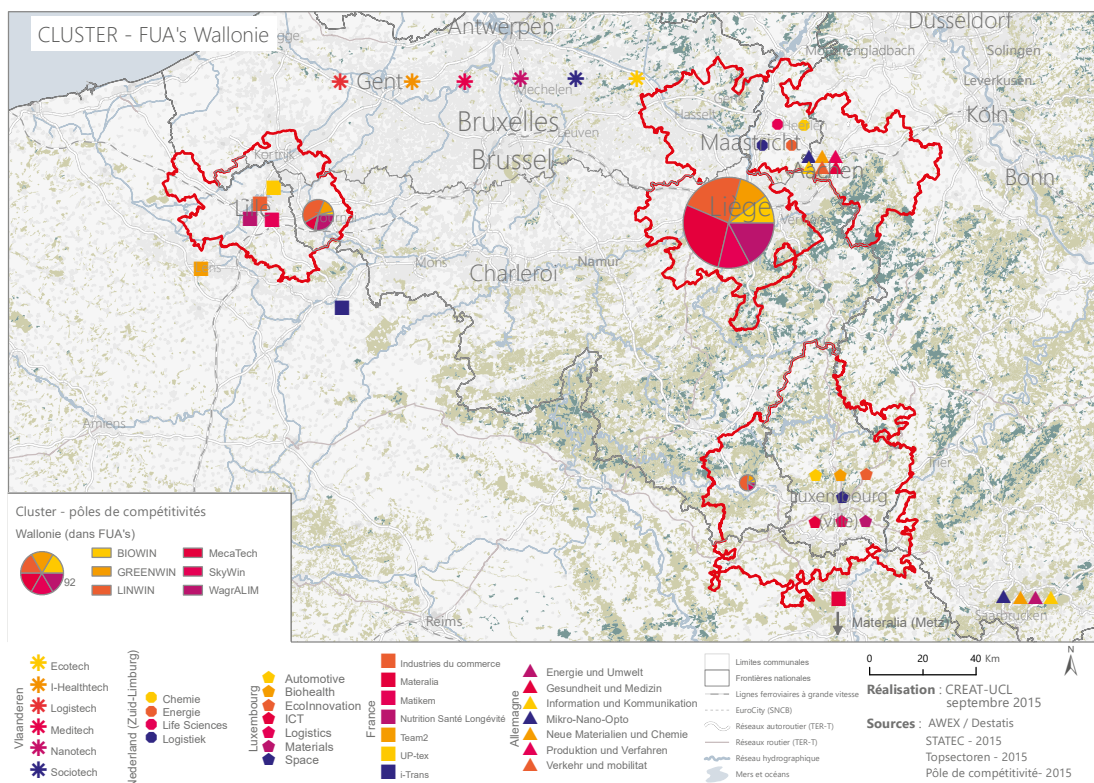 CLUSTER - FUA's Wallonie
Antwerpen
Düsseldorf
Solingen
Leverkusen
Gent
Mechelen
Hasselt
Köln
Bruxelles
Leuven
Brussel
Maastricht
Aachen
Bonn
Kortrijk
Lille
Liège
Mons
Charleroi
Namur
Amiens
Trier
Luxembourg
Reims
Saarbrücken
Materalia (Metz)
Cluster - pôles de compétitivités
Wallonie (dans FUA's)
92
BIOWIN
GREENWIN
LINWIN
MecaTech
SkyWin
WagrALIM
Vlaanderen
Ecotech
I-Healthtech
Logistech
Meditech
Nanotech
Sociotech
Nederland (Zuid-Limburg)
Chemie
Energie
Life Sciences
Logistiek
Luxembourg
Automotive
Biohealth
EcoInnovation
ICT
Logistics
Materials
Space
France
Industries du commerce
Materalia
Matikem
Nutrition Santé Longévité
Team2
UP-tex
i-Trans
Allemagne
Energie und Umwelt
Gesundheit und Medizin
Information und Kommunikation
Mikro-Nano-Opto
Neue Materialien und Chemie
Produktion und Verfahren
Verkehr und mobilitat
Limites communales
Frontières nationales
Lignes ferroviaires à grande vitesse
EuroCity (SNCB)
Réseaux autoroutier (TER-T)
Réseaux routier (TER-T)
Réseau hydrographique
Mers et océans
0 20 40 Km
N
Réalisation : CREAT-UCL
septembre 2015
Sources : AWEX / Destatis
STATEC - 2015
Topsectoren - 2015
Pôle de compétitivité- 2015